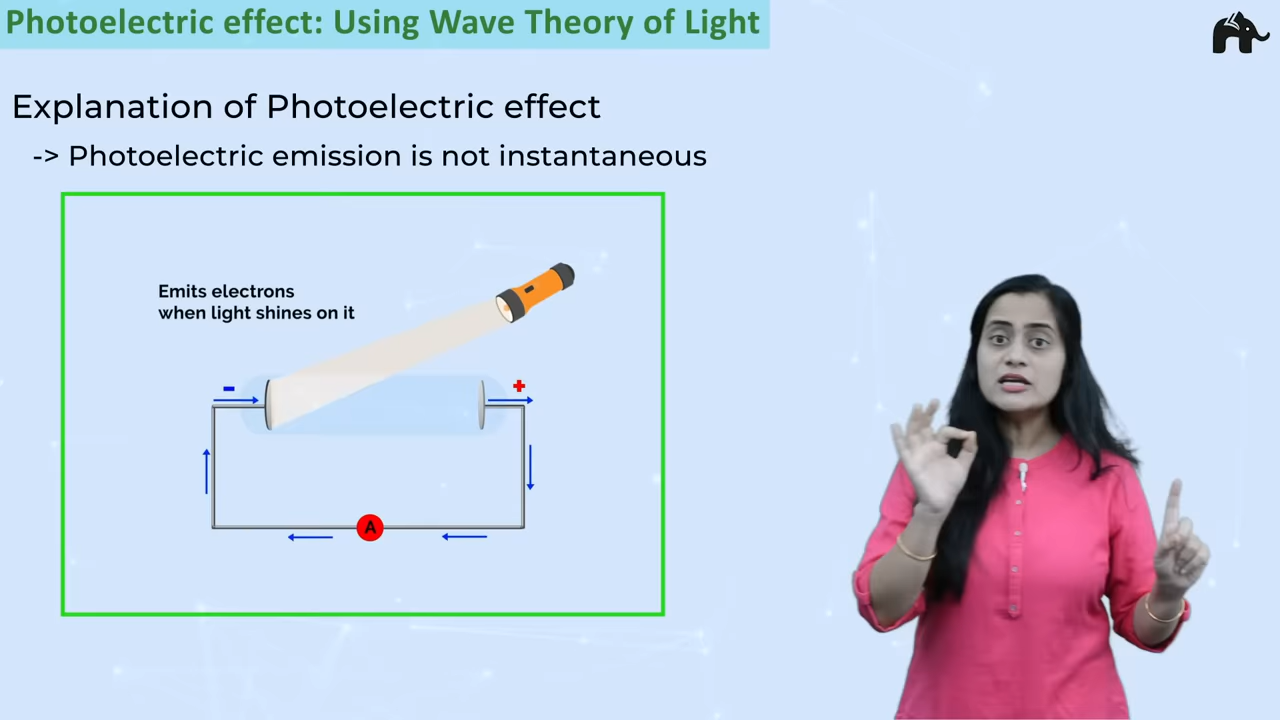 Photoelectric effect: Using Wave Theory of Light
Explanation of Photoelectric effect
-> Photoelectric emission is not instantaneous
Emits electrons
when light shines on it
- +
A